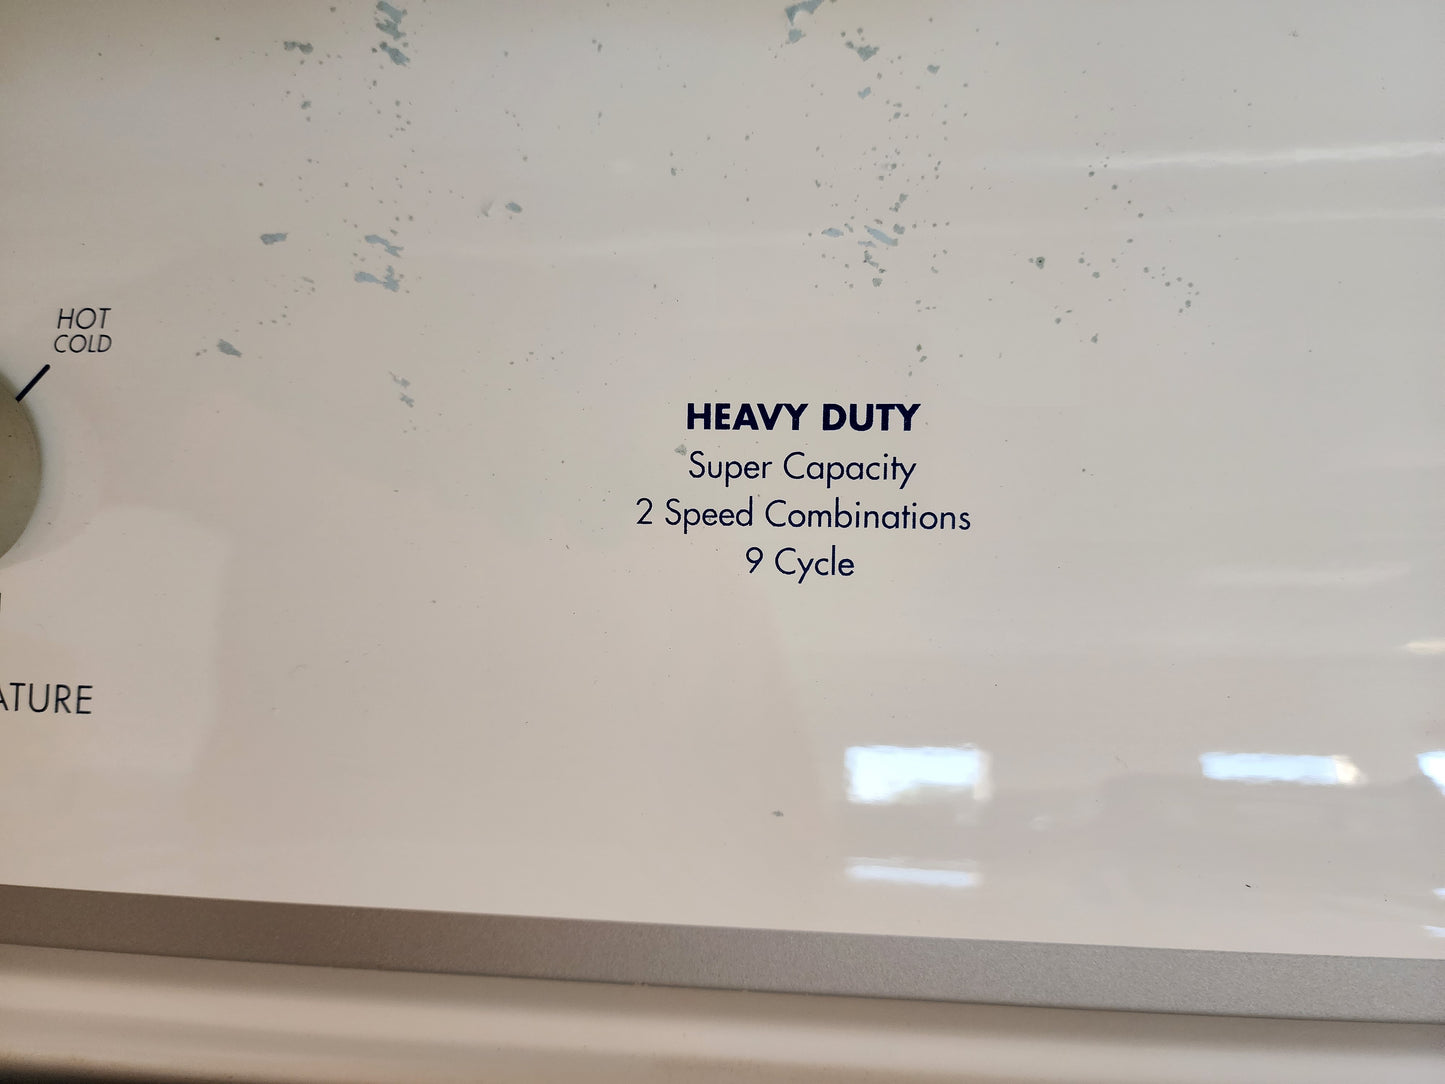 HOT
COLD
HEAVY DUTY
Super Capacity
2 Speed Combinations
9 Cycle
ATURE